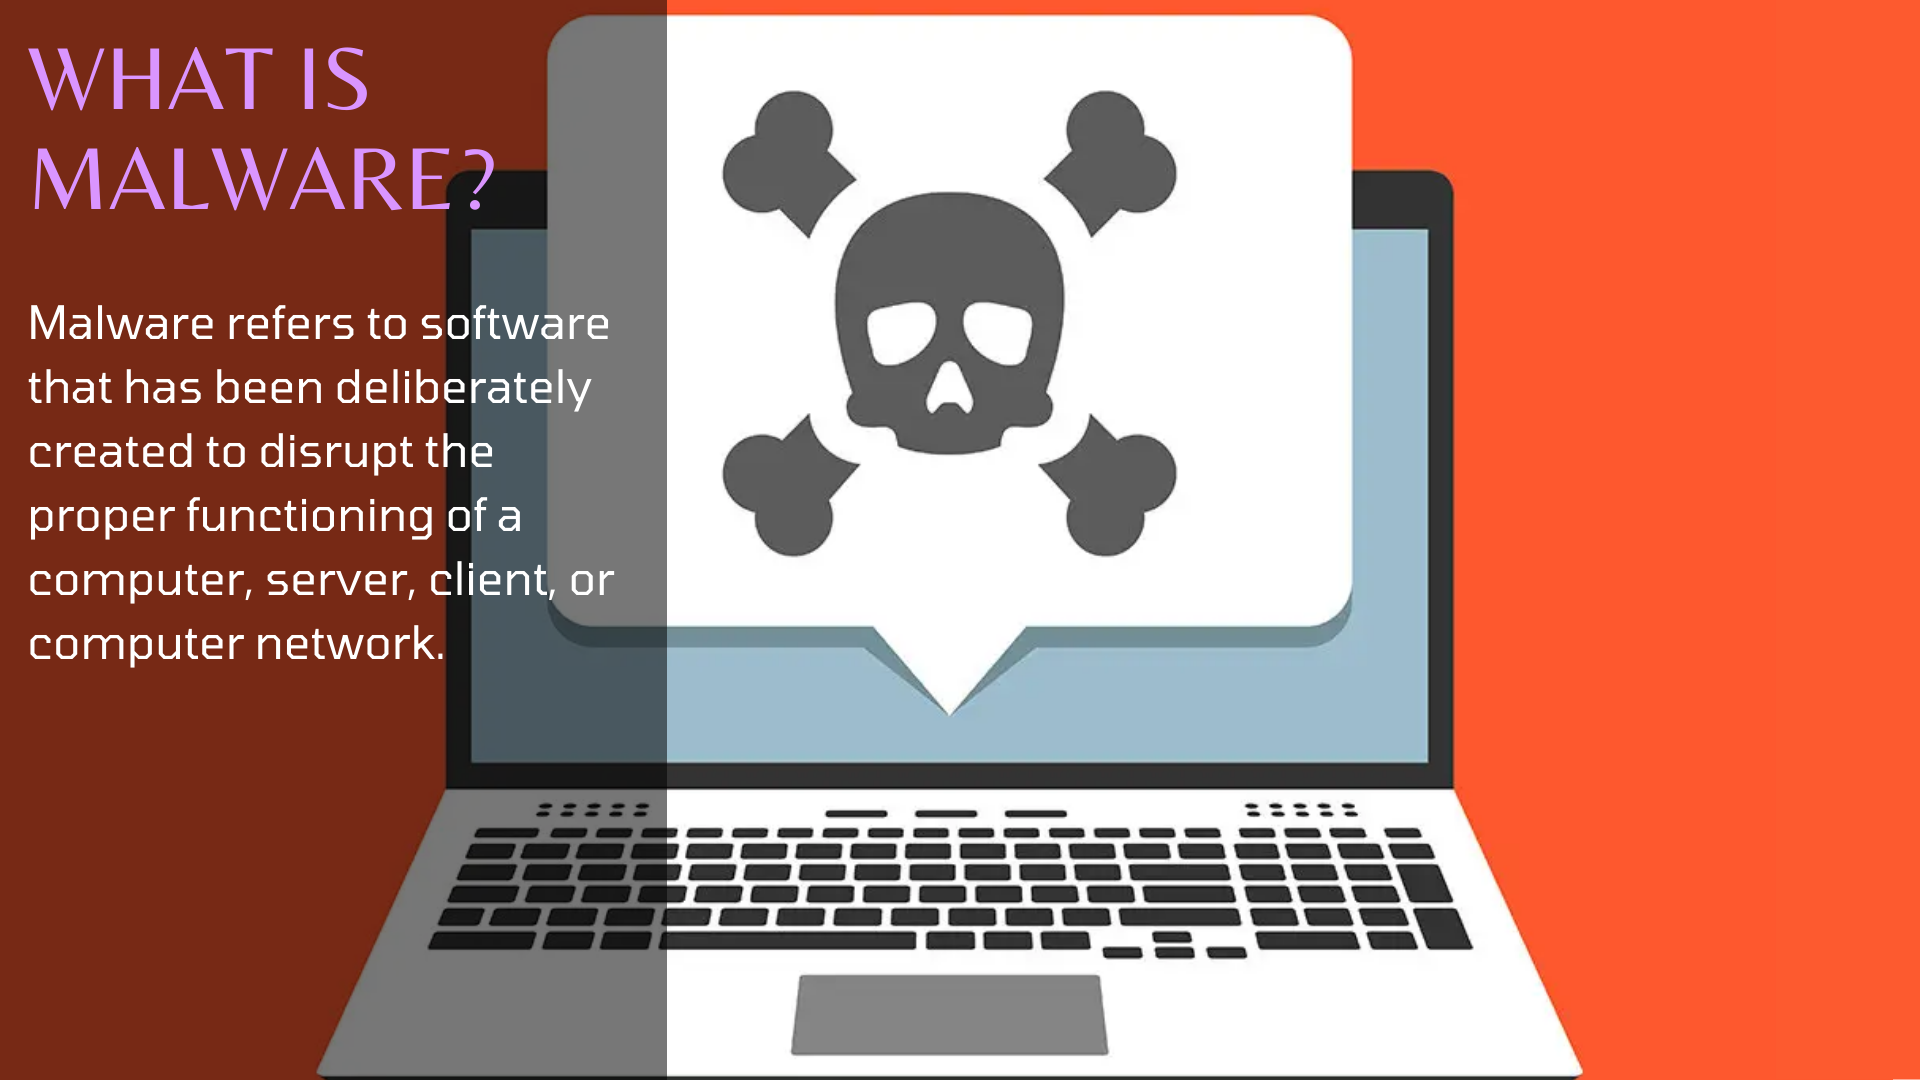 WHAT IS
MALWARE?
Malware refers to software
that has been deliberately
created to disrupt the
proper functioning of a
computer, server, client, or
computer network.